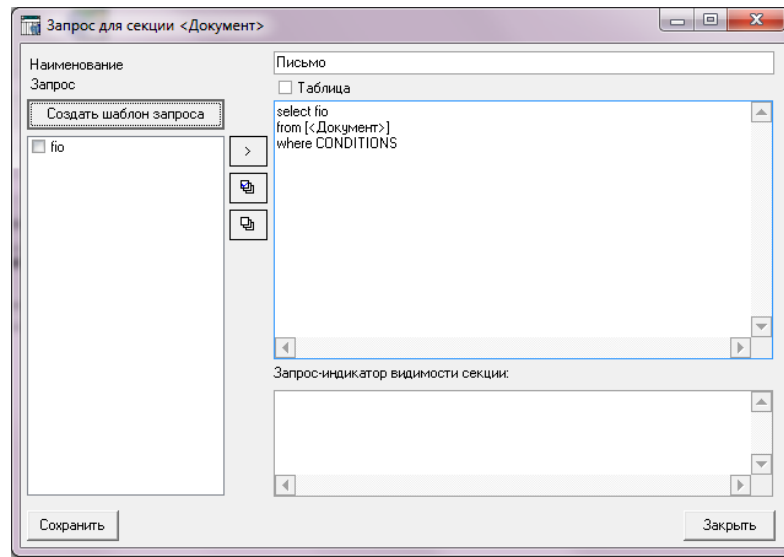 Запрос для секции <Документ>
Наименование
Письмо
Запрос
Таблица
Создать шаблон запроса
fio
>
select fio
from [<Документ>]
where CONDITIONS
Запрос-индикатор видимости секции:
Сохранить
Закрыть